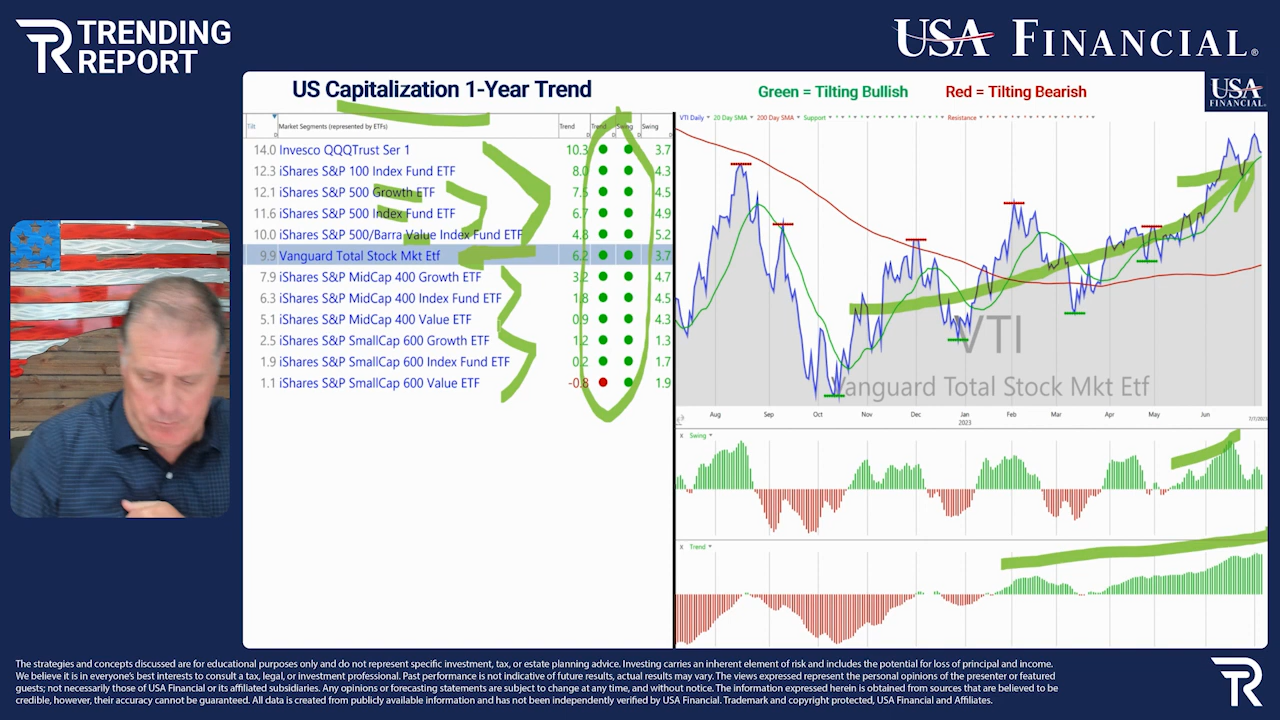 TRENDING
REPORT
USA FINANCIAL®
US Capitalization 1-Year Trend
Green = Tilting Bullish Red = Tilting Bearish
USA
FINANCIAL
Tilt Market Segments (represented by ETFs) Trend Trend Swing Swing
D D D D
14.0 Invesco QQQTrust Ser 1 10.3 3.7
12.3 iShares S&P 100 Index Fund ETF 8.0 4.3
12.1 iShares S&P 500 Growth ETF 7.5 4.5
11.6 iShares S&P 500 Index Fund ETF 6.7 4.9
10.0 iShares S&P 500/Barra Value Index Fund ETF 4.8 5.2
9.9 Vanguard Total Stock Mkt Etf 6.2 3.7
7.9 iShares S&P MidCap 400 Growth ETF 3.2 4.7
6.3 iShares S&P MidCap 400 Index Fund ETF 1.8 4.5
5.1 iShares S&P MidCap 400 Value ETF 0.9 4.3
2.5 iShares S&P SmallCap 600 Growth ETF 1.2 1.3
1.9 iShares S&P SmallCap 600 Index Fund ETF 0.2 1.7
1.1 iShares S&P SmallCap 600 Value ETF -0.8 1.9
VTI Daily 20 Day SMA 200 Day SMA Support Resistance
VTI
Vanguard Total Stock Mkt Etf
Aug Sep Oct Nov Dec Jan Feb Mar Apr May Jun
2023 7/7/2023
X Swing
X Trend
The strategies and concepts discussed are for educational purposes only and do not represent specific investment, tax, or estate planning advice. Investing carries an inherent element of risk and includes the potential for loss of principal and income.
We believe it is in everyone's best interests to consult a tax, legal, or investment professional. Past performance is not indicative of future results, actual results may vary. The views expressed represent the personal opinions of the presenter or featured
guests; not necessarily those of USA Financial or its affiliated subsidiaries. Any opinions or forecasting statements are subject to change at any time, and without notice. The information expressed herein is obtained from sources that are believed to be
credible, however, their accuracy cannot be guaranteed. All data is created from publicly available information and has not been independently verified by USA Financial. Trademark and copyright protected, USA Financial and Affiliates.